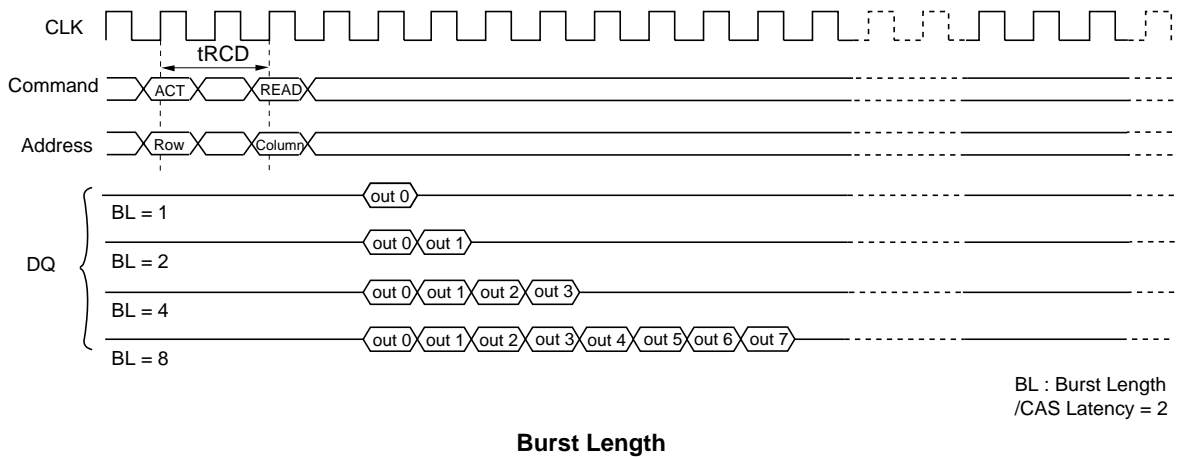 CLK
tRCD
Command ACT READ
Address Row Column
out 0
BL = 1
out 0 out 1
BL = 2
DQ
out 0 out 1 out 2 out 3
BL = 4
out 0 out 1 out 2 out 3 out 4 out 5 out 6 out 7
BL = 8
BL : Burst Length
/CAS Latency = 2
Burst Length